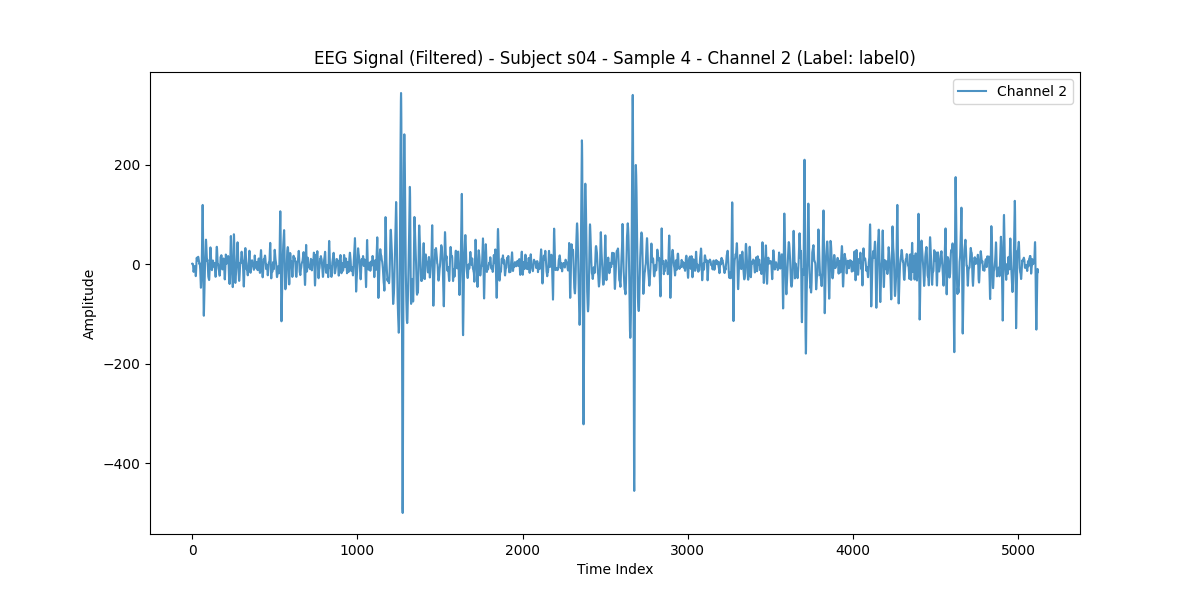 EEG Signal (Filtered) - Subject s04 - Sample 4 - Channel 2 (Label: label0)
Channel 2
200
0
−200
−400
Amplitude
0 1000 2000 3000 4000 5000
Time Index